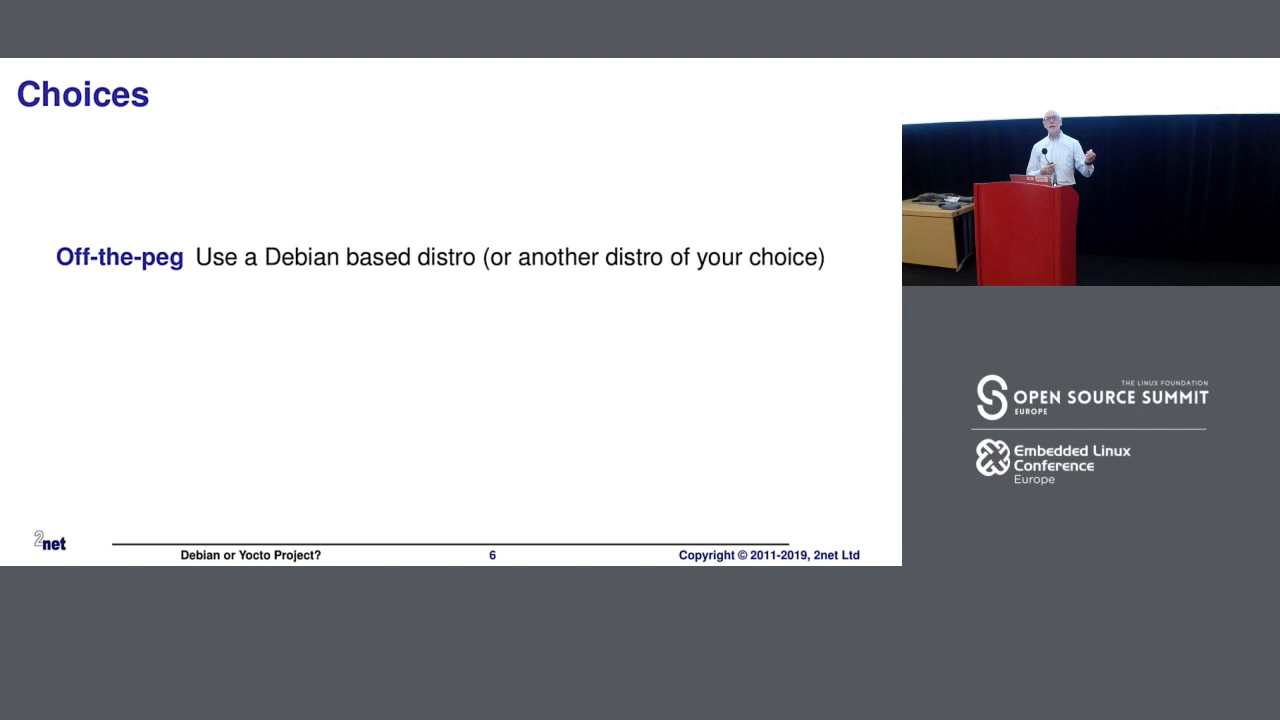 Choices
Off-the-peg Use a Debian based distro (or another distro of your choice)
2net
Debian or Yocto Project? 6 Copyright © 2011-2019, 2net Ltd
THE LINUX FOUNDATION
OPEN SOURCE SUMMIT
EUROPE
Embedded Linux
Conference
Europe